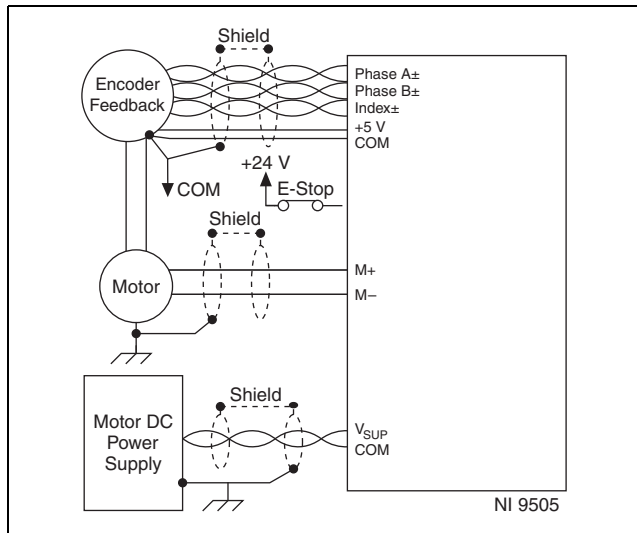 Shield
Encoder
Feedback
Phase A±
Phase B±
Index±
+5 V
COM
+24 V
COM
E-Stop
Shield
Motor
M+
M–
Shield
Motor DC
Power
Supply
VSUP
COM
NI 9505